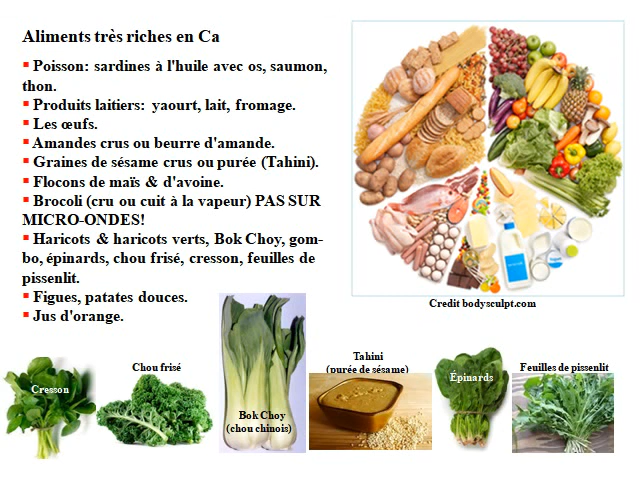 Aliments très riches en Ca
▪ Poisson: sardines à l'huile avec os, saumon,
thon.
▪ Produits laitiers: yaourt, lait, fromage.
▪ Les œufs.
▪ Amandes crus ou beurre d'amande.
▪ Graines de sésame crus ou purée (Tahini).
▪ Flocons de maïs & d'avoine.
▪ Brocoli (cru ou cuit à la vapeur) PAS SUR
MICRO-ONDES!
▪ Haricots & haricots verts, Bok Choy, gom-
bo, épinards, chou frisé, cresson, feuilles de
pissenlit.
▪ Figues, patates douces.
▪ Jus d'orange.
Credit bodysculpt.com
Cresson
Chou frisé
Bok Choy
(chou chinois)
Tahini
(purée de sésame)
Épinards
Feuilles de pissenlit